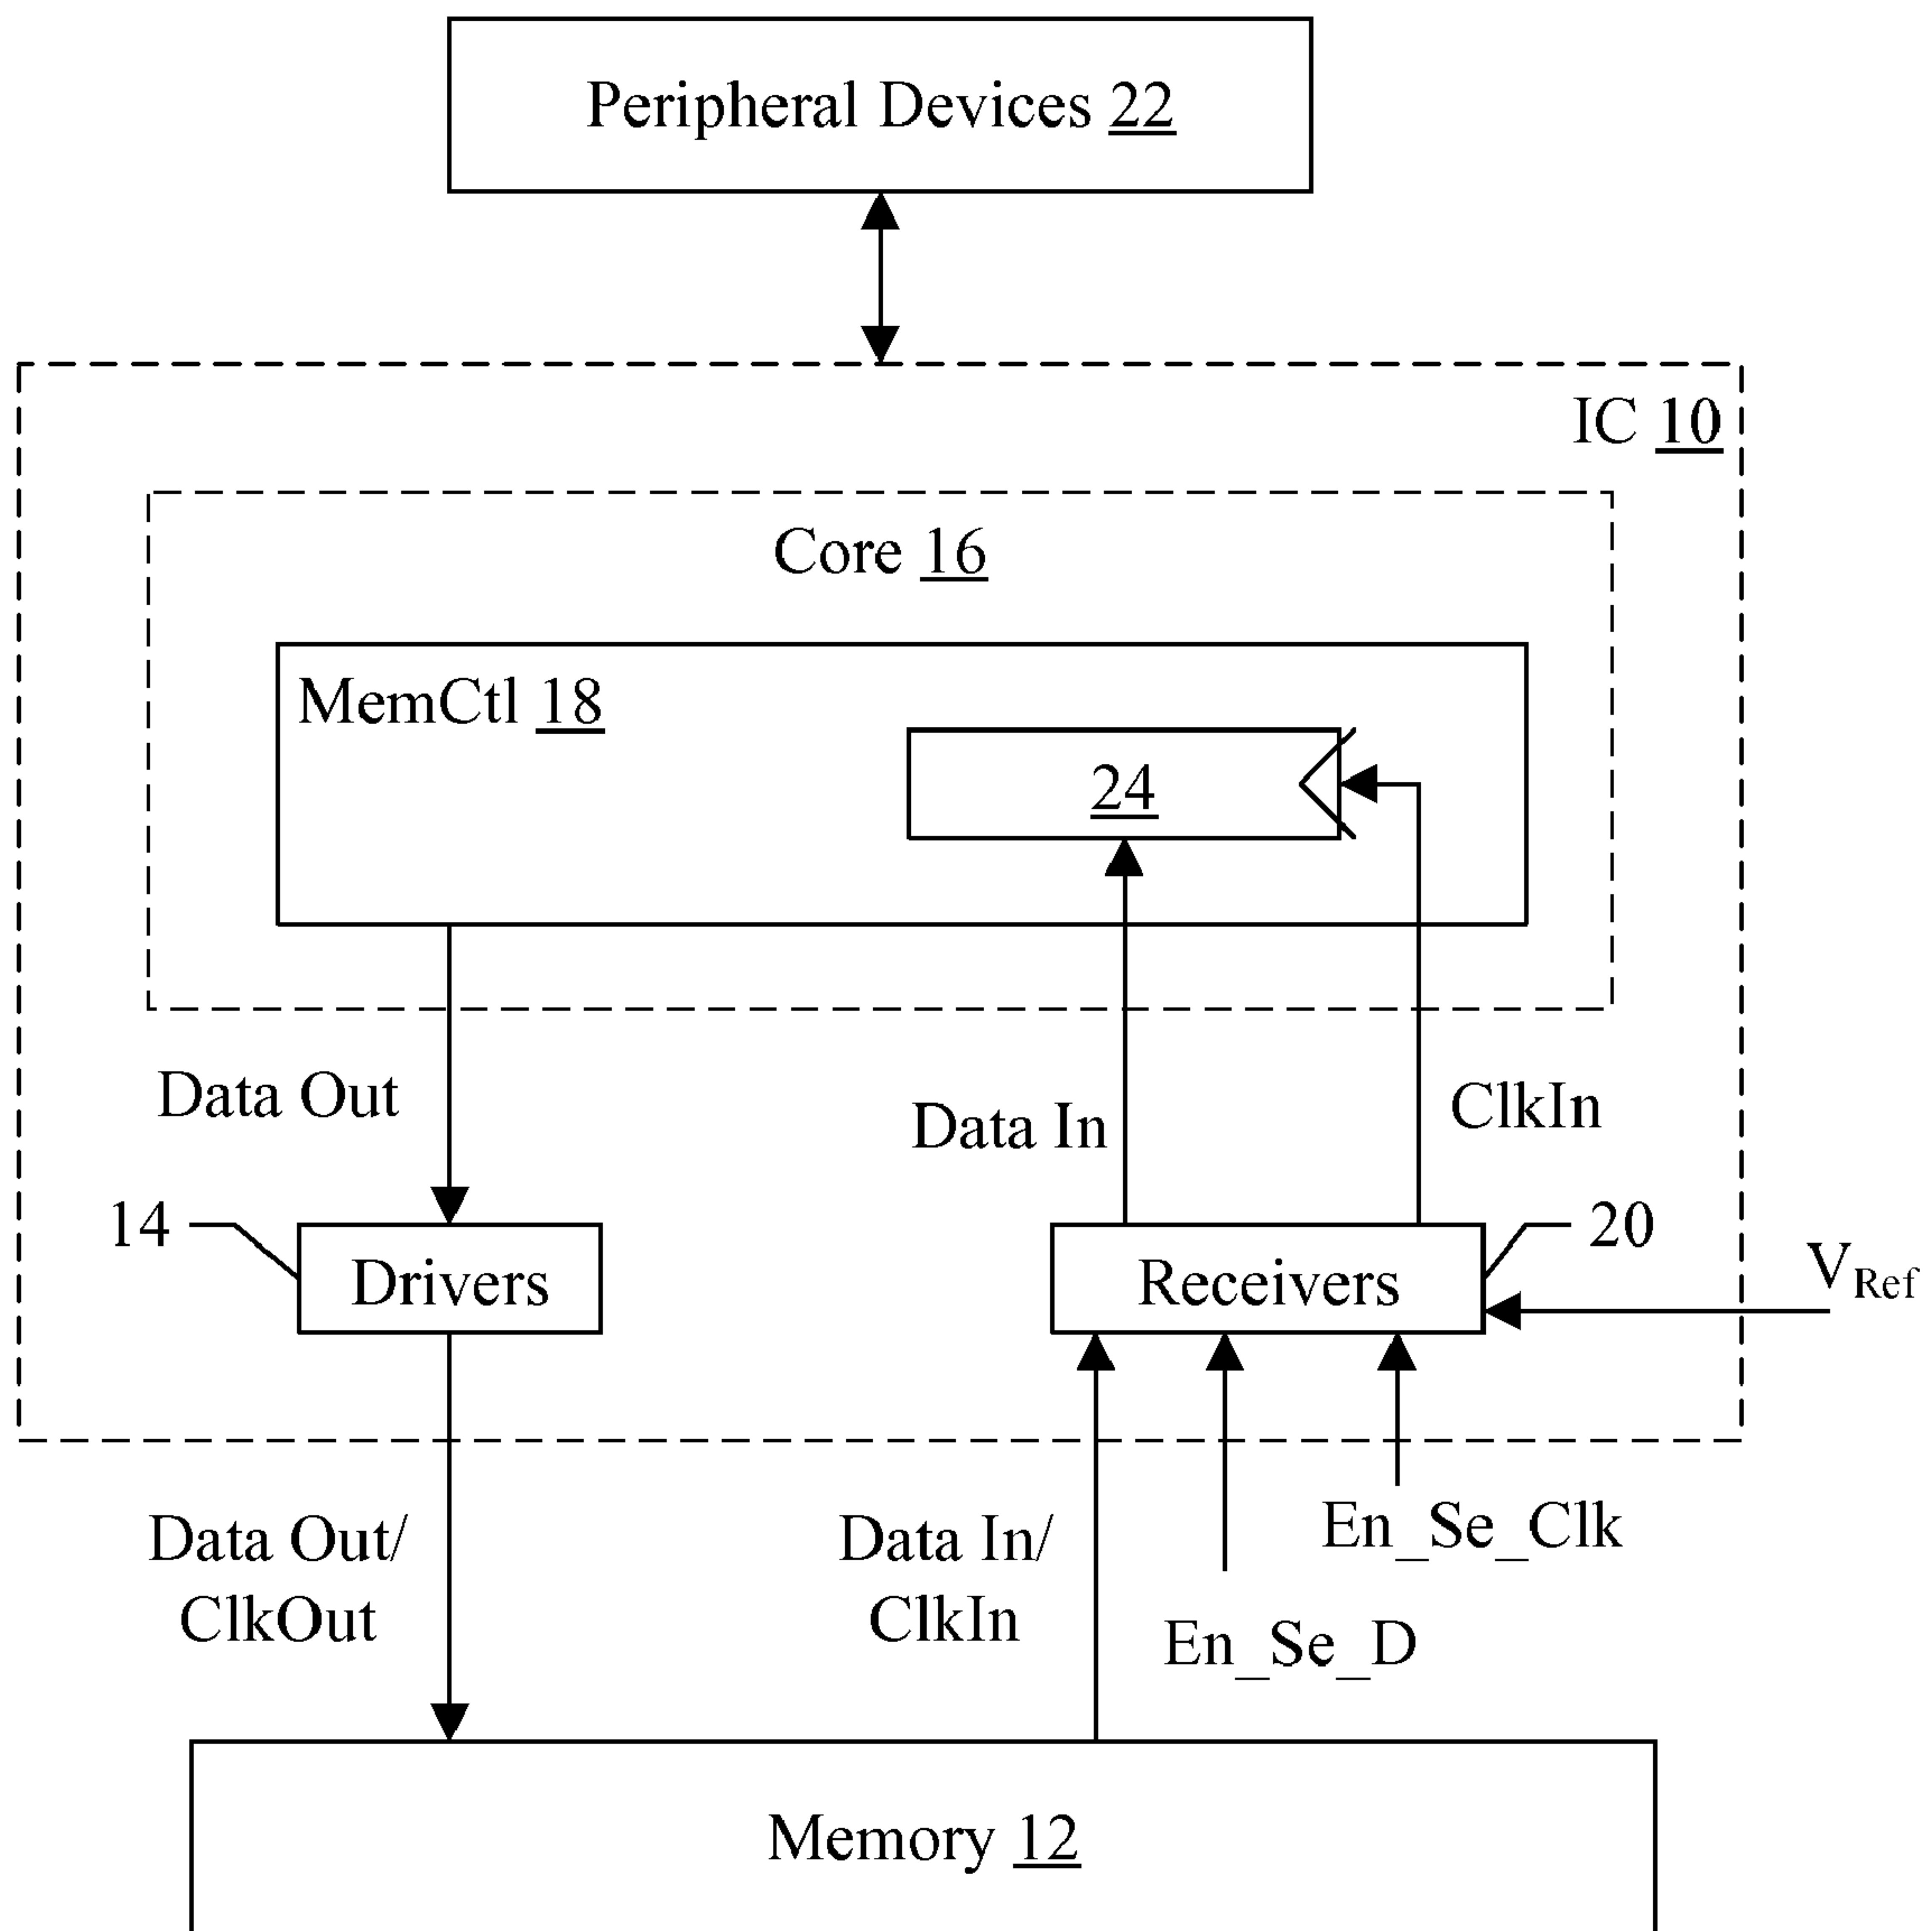 Peripheral Devices 22
IC 10
Core 16
MemCtl 18
24
Data Out
Data In
ClkIn
14
Drivers
Receivers
20
VRef
Data Out/
ClkOut
Data In/
ClkIn
En_Se_Clk
En_Se_D
Memory 12